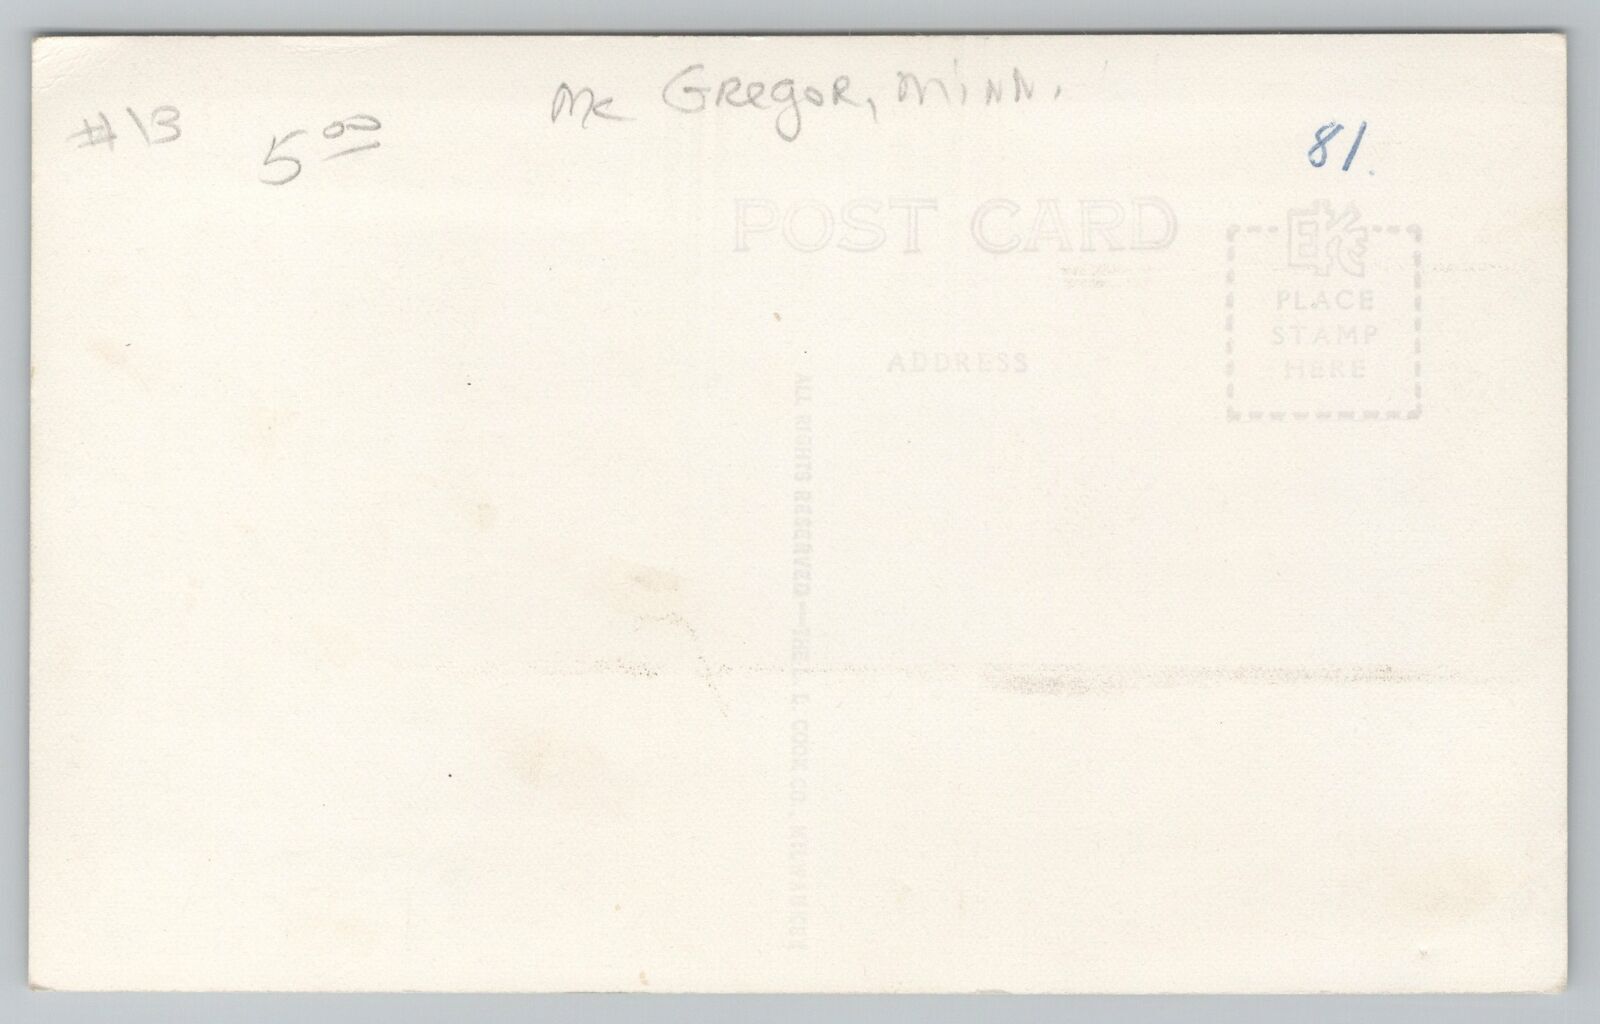 Mc GRegoR, MiNN.
#13
5 00
81.
POST CARD
EKC
PLACE
STAMP
HERE
ADDRESS
ALL RIGHTS RESERVED—THE L. L. COOK CO., MILWAUKEE